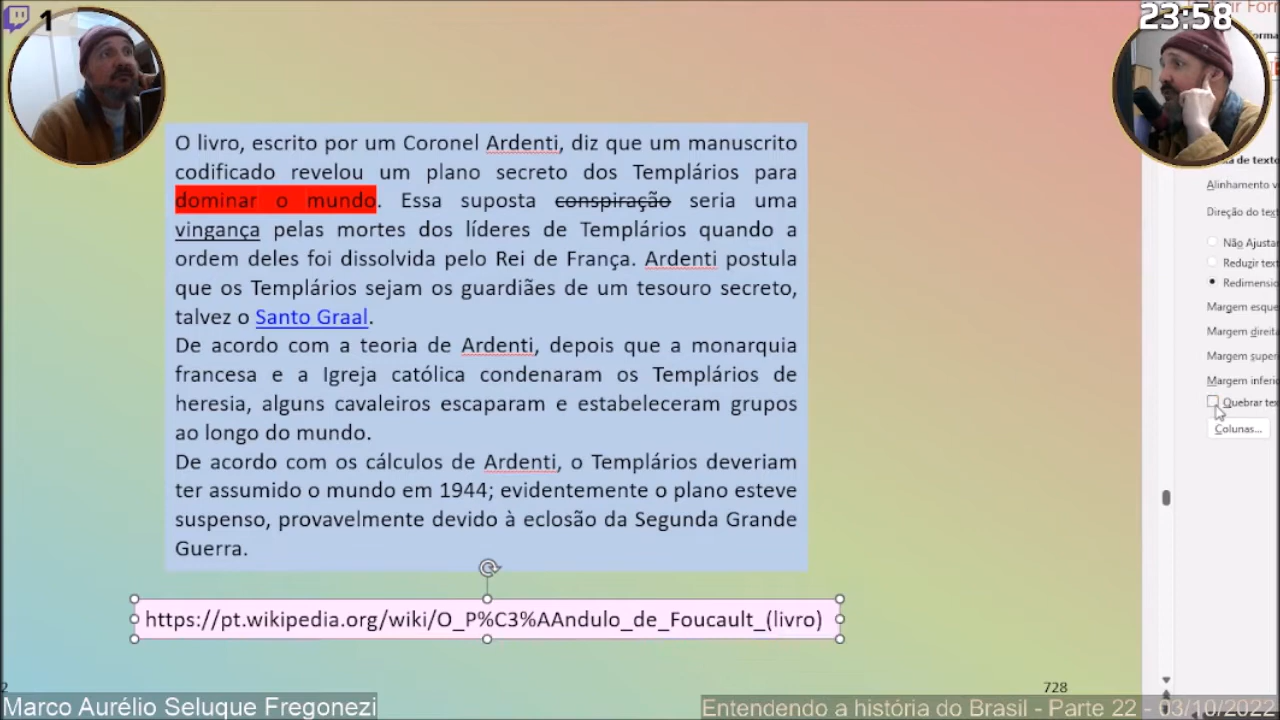 1
23:58
O livro, escrito por um Coronel Ardenti, diz que um manuscrito
codificado revelou um plano secreto dos Templários para
dominar o mundo. Essa suposta conspiração seria uma
vingança pelas mortes dos líderes de Templários quando a
ordem deles foi dissolvida pelo Rei de França. Ardenti postula
que os Templários sejam os guardiães de um tesouro secreto,
talvez o Santo Graal.
De acordo com a teoria de Ardenti, depois que a monarquia
francesa e a Igreja católica condenaram os Templários de
heresia, alguns cavaleiros escaparam e estabeleceram grupos
ao longo do mundo.
De acordo com os cálculos de Ardenti, o Templários deveriam
ter assumido o mundo em 1944; evidentemente o plano esteve
suspenso, provavelmente devido à eclosão da Segunda Grande
Guerra.
https://pt.wikipedia.org/wiki/O_P%C3%AAndulo_de_Foucault_(livro)
de texto
Alinhamento v
Direção do tex
Não Ajusta
Reduzir text
Redimensio
Margem esque
Margem direita
Margem super
Margem inferio
Quebrar tex
Colunas...
728
2
Marco Aurélio Seluque Fregonezi
Entendendo a história do Brasil - Parte 22 - 03/10/2022